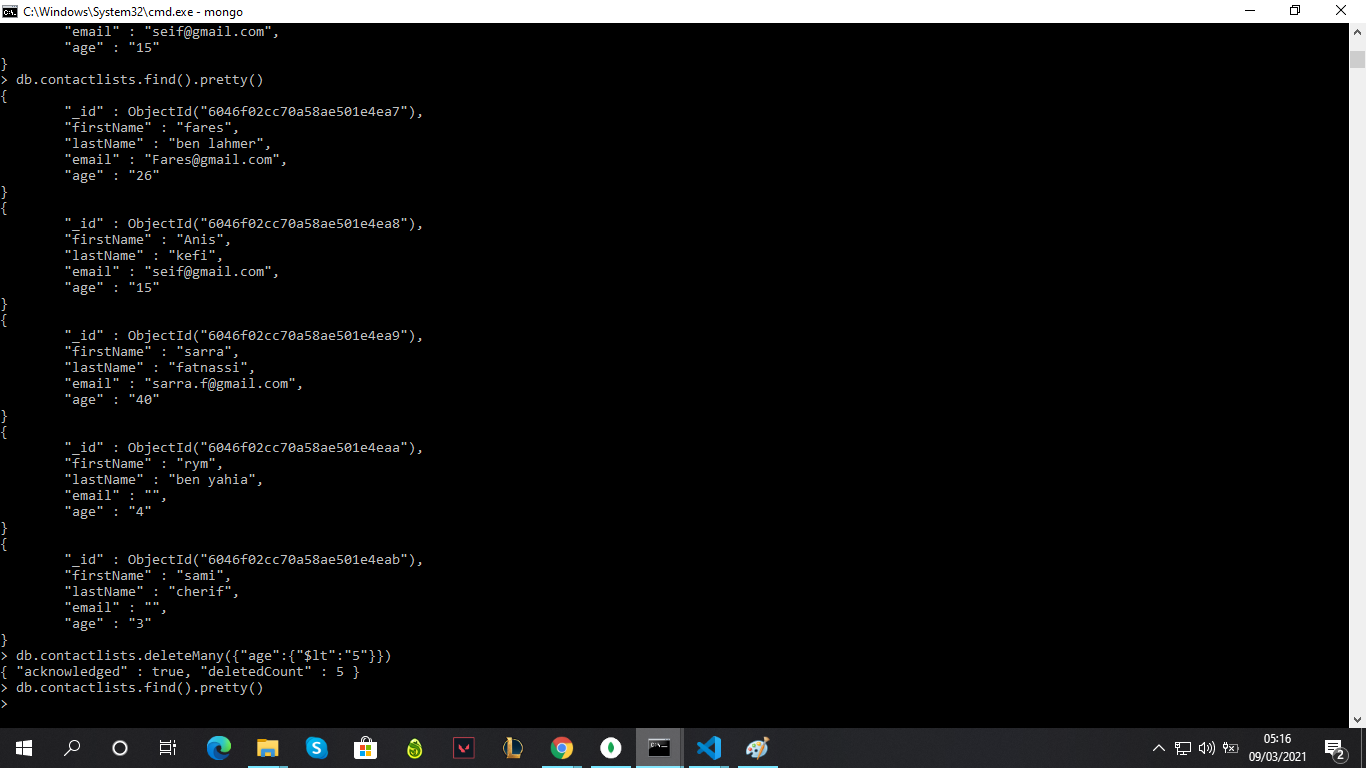 C:\Windows\System32\cmd.exe - mongo
"email" : "seif@gmail.com",
"age" : "15"
}
> db.contactlists.find().pretty()
{
"_id" : ObjectId("6046f02cc70a58ae501e4ea7"),
"firstName" : "fares",
"lastName" : "ben lahmer",
"email" : "Fares@gmail.com",
"age" : "26"
}
{
"_id" : ObjectId("6046f02cc70a58ae501e4ea8"),
"firstName" : "Anis",
"lastName" : "kefi",
"email" : "seif@gmail.com",
"age" : "15"
}
{
"_id" : ObjectId("6046f02cc70a58ae501e4ea9"),
"firstName" : "sarra",
"lastName" : "fatnassi",
"email" : "sarra.f@gmail.com",
"age" : "40"
}
{
"_id" : ObjectId("6046f02cc70a58ae501e4eaa"),
"firstName" : "rym",
"lastName" : "ben yahia",
"email" : "",
"age" : "4"
}
{
"_id" : ObjectId("6046f02cc70a58ae501e4eab"),
"firstName" : "sami",
"lastName" : "cherif",
"email" : "",
"age" : "3"
}
> db.contactlists.deleteMany({"age":{"$lt":"5"}})
{ "acknowledged" : true, "deletedCount" : 5 }
> db.contactlists.find().pretty()
>
05:16
09/03/2021
2